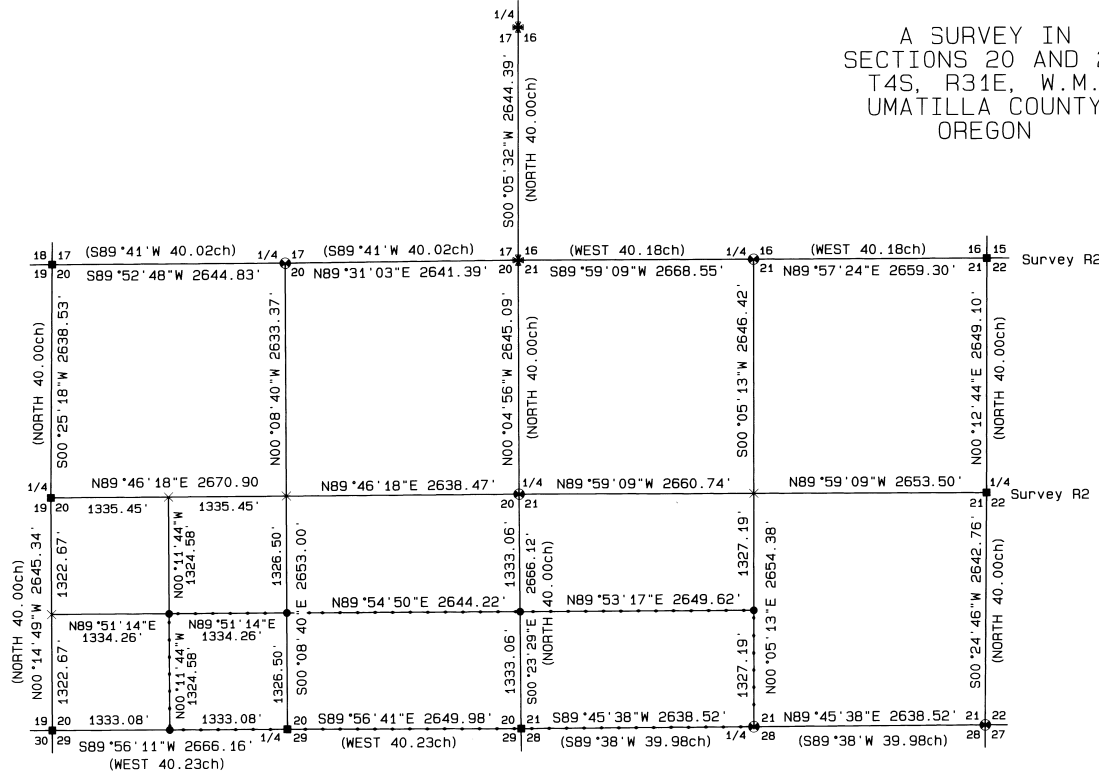 1/4
17 16
A SURVEY IN
SECTIONS 20 AND
T4S, R31E, W.M.
UMATILLA COUNTY
OREGON
S00°05'32"W 2644.39'
(NORTH 40.00ch)
18 17
(S89°41'W 40.02ch)
1/4 17
(S89°41'W 40.02ch)
17 16
(WEST 40.18ch)
1/4 16
(WEST 40.18ch)
16 15
19 20
S89°52'48"W 2644.83'
20
N89°31'03"E 2641.39'
20 21
S89°59'09"W 2668.55'
21
N89°57'24"E 2659.30'
21 22
Survey R2
(NORTH 40.00ch)
S00°25'18"W 2638.53'
N00°08'40"W 2633.37'
N00°04'56"W 2645.09'
(NORTH 40.00ch)
S00°05'13"W 2646.42'
N00°12'44"E 2649.10'
(NORTH 40.00ch)
1/4
N89°46'18"E 2670.90
N89°46'18"E 2638.47'
1/4
N89°59'09"W 2660.74'
N89°59'09"W 2653.50'
1/4
19 20
1335.45'
1335.45'
20 21
21 22
Survey R2
(NORTH 40.00ch)
N00°14'49"W 2645.34'
1322.67'
N00°11'44"W
1324.58'
1326.50'
S00°08'40"E 2653.00'
1333.06'
S00°23'29"E 2666.12'
(NORTH 40.00ch)
1327.19'
N00°05'13"E 2654.38'
S00°24'46"W 2642.76'
(NORTH 40.00ch)
N89°51'14"E
1334.26'
N89°51'14"E
1334.26'
N89°54'50"E 2644.22'
N89°53'17"E 2649.62'
1322.67'
N00°11'44"W
1324.58'
1326.50'
1333.06'
1327.19'
19 20
1333.08'
1333.08'
20
S89°56'41"E 2649.98'
20 21
S89°45'38"W 2638.52'
21
N89°45'38"E 2638.52'
21 22
30 29
S89°56'11"W 2666.16'
1/4 29
(WEST 40.23ch)
29 28
(S89°38'W 39.98ch)
1/4 28
(S89°38'W 39.98ch)
28 27
(WEST 40.23ch)